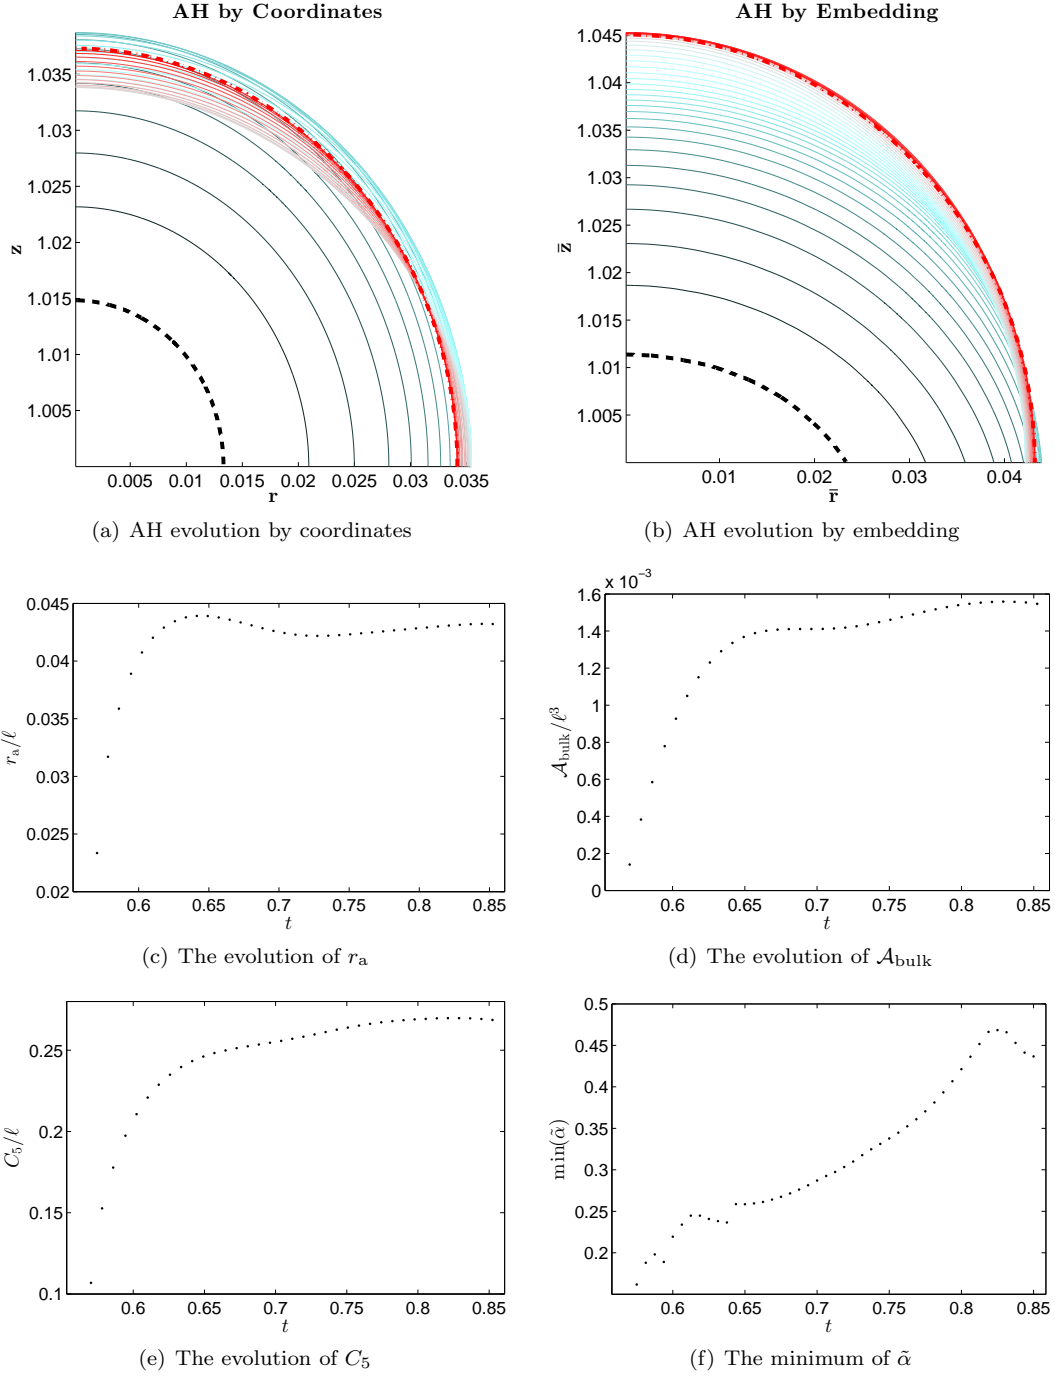 AH by Coordinates
1.035
1.03
1.025
1.02
1.015
1.01
1.005
z
0.005 0.01 0.015 0.02 0.025 0.03 0.035
r
(a) AH evolution by coordinates
AH by Embedding
1.045
1.04
1.035
1.03
1.025
1.02
1.015
1.01
1.005
z̄
0.01 0.02 0.03 0.04
r̄
(b) AH evolution by embedding
0.045
0.04
0.035
0.03
0.025
0.02
r_a/ℓ
0.6 0.65 0.7 0.75 0.8 0.85
t
(c) The evolution of r_a
x 10^−3
1.6
1.4
1.2
1
0.8
0.6
0.4
0.2
0
𝒜_bulk/ℓ^3
0.6 0.65 0.7 0.75 0.8 0.85
t
(d) The evolution of 𝒜_bulk
0.25
0.2
0.15
0.1
C_5/ℓ
0.6 0.65 0.7 0.75 0.8 0.85
t
(e) The evolution of C_5
0.5
0.45
0.4
0.35
0.3
0.25
0.2
min(α̃)
0.6 0.65 0.7 0.75 0.8 0.85
t
(f) The minimum of α̃